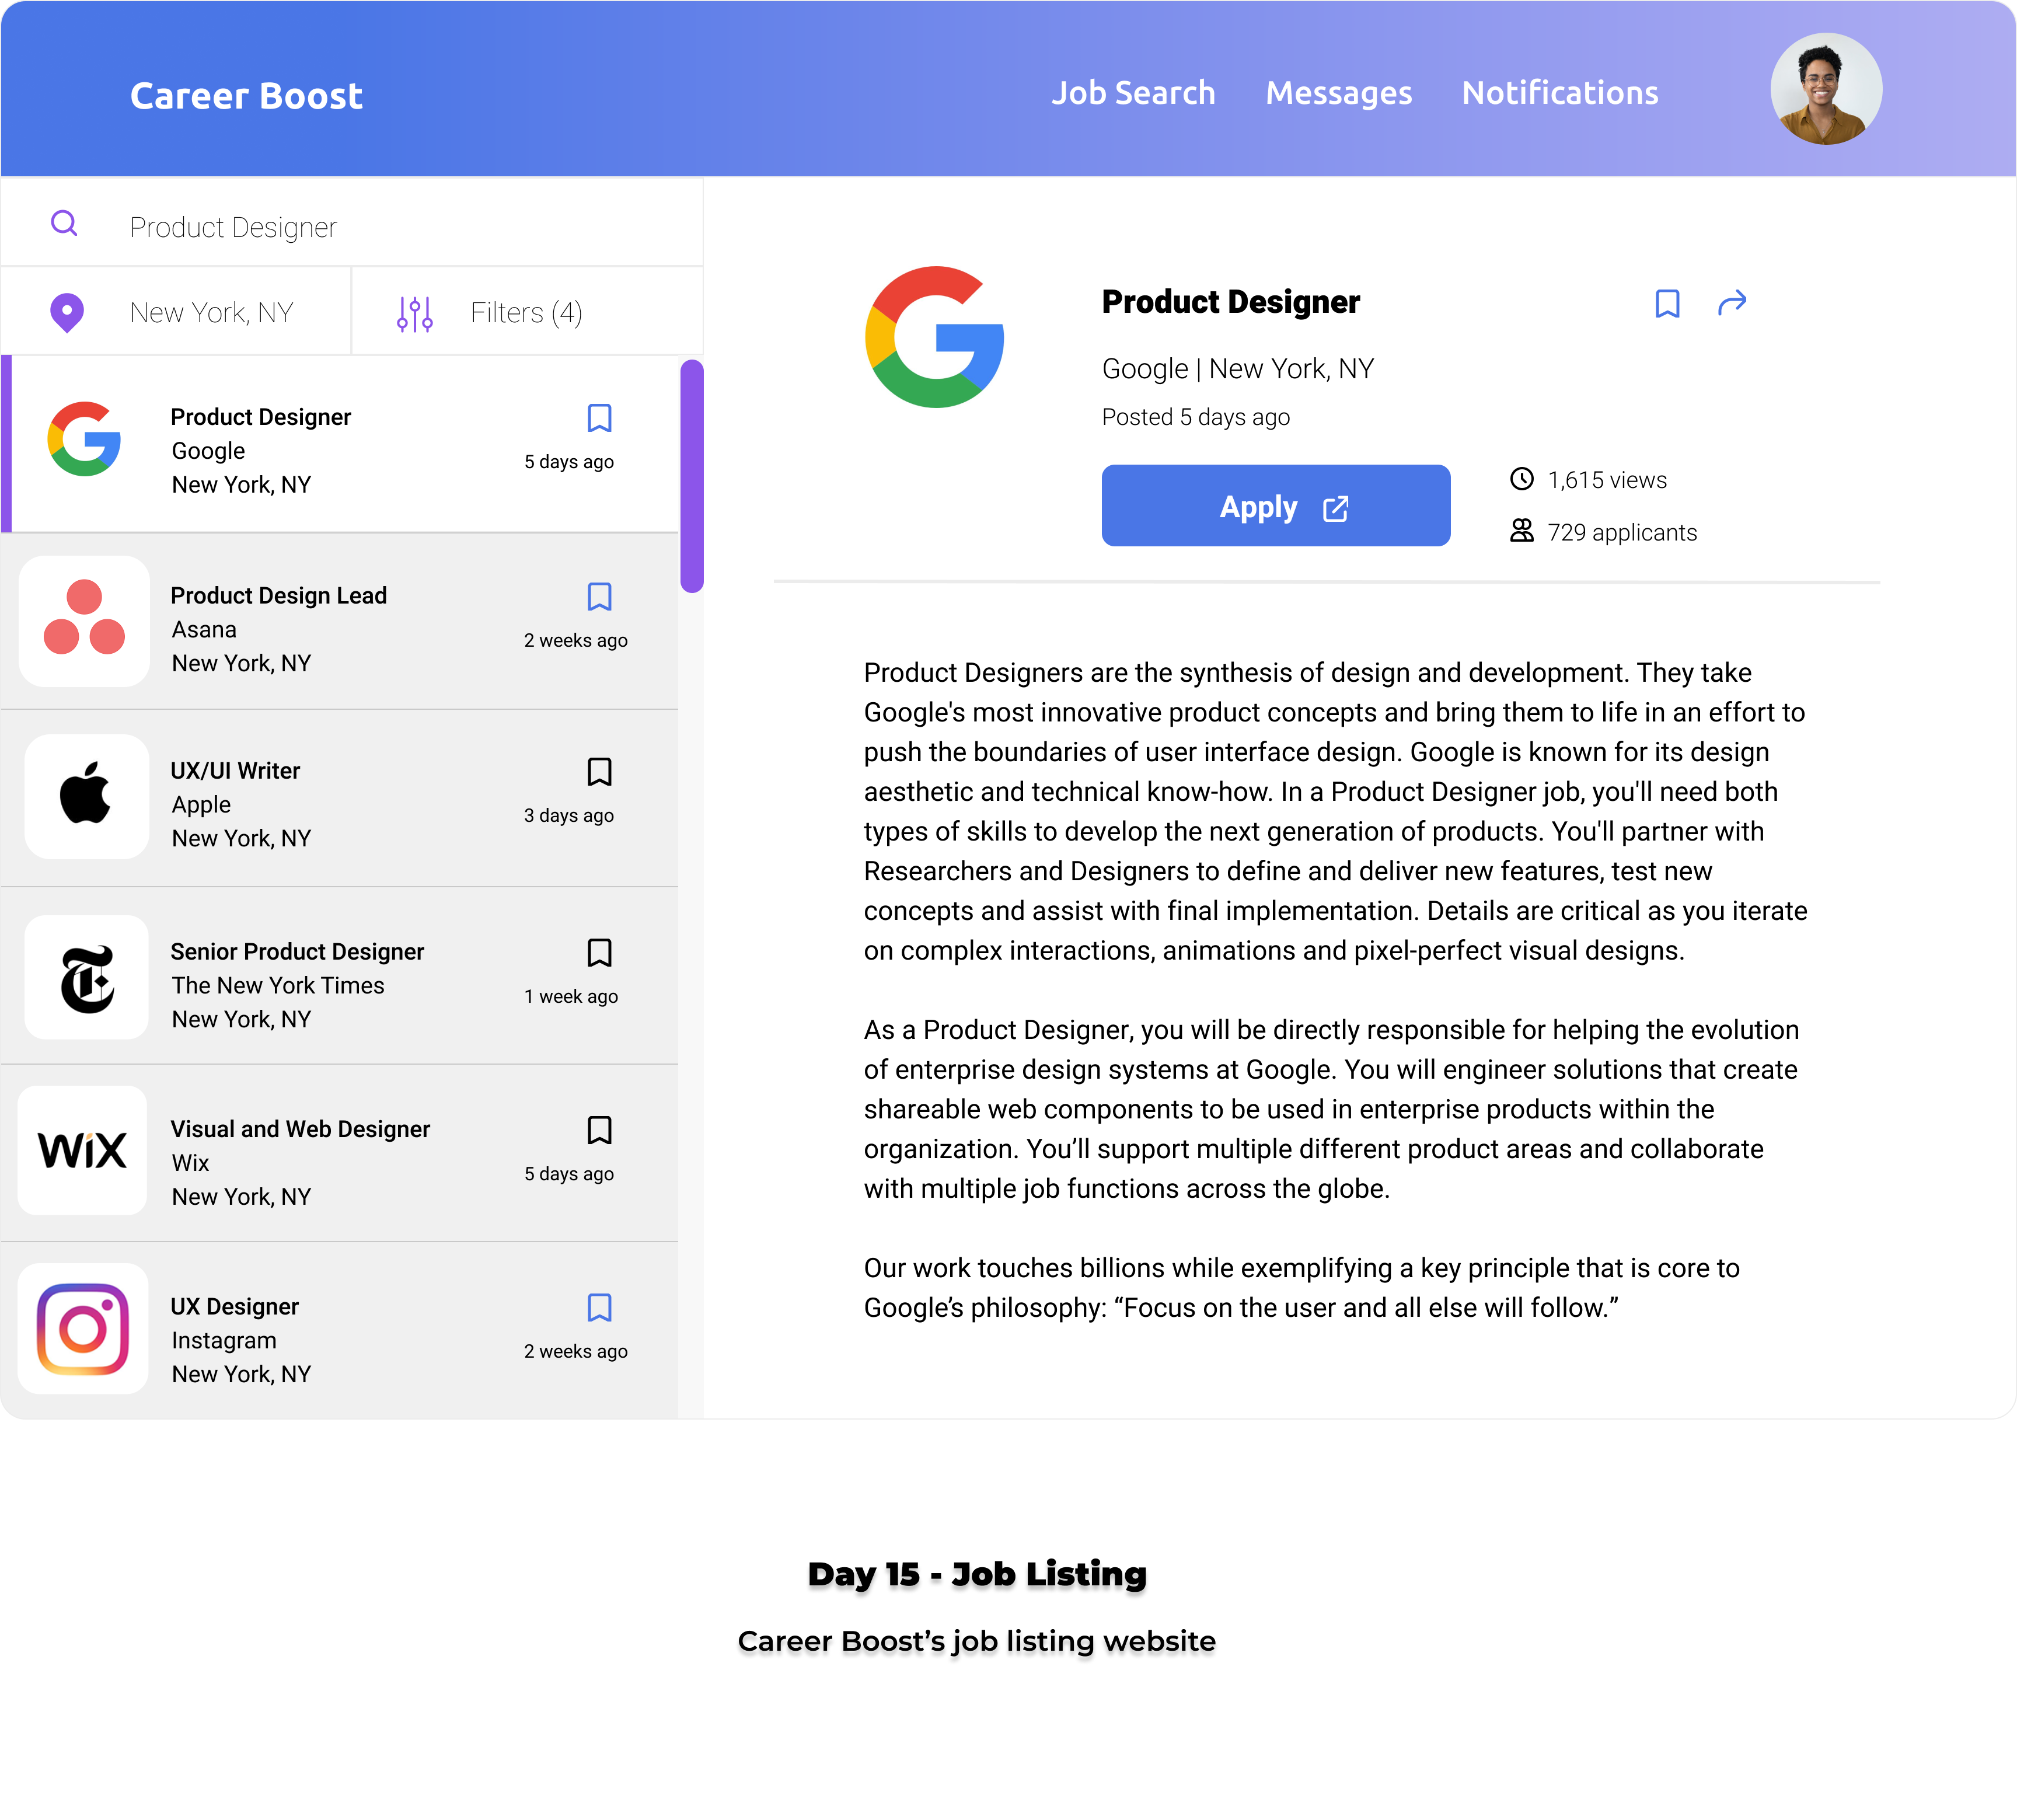 Career Boost
Job Search
Messages
Notifications
Product Designer
New York, NY
Filters (4)
Product Designer
Google
New York, NY
5 days ago
Product Design Lead
Asana
New York, NY
2 weeks ago
UX/UI Writer
Apple
New York, NY
3 days ago
Senior Product Designer
The New York Times
New York, NY
1 week ago
WiX
Visual and Web Designer
Wix
New York, NY
5 days ago
UX Designer
Instagram
New York, NY
2 weeks ago
Product Designer
Google | New York, NY
Posted 5 days ago
Apply
1,615 views
729 applicants
Product Designers are the synthesis of design and development. They take
Google's most innovative product concepts and bring them to life in an effort to
push the boundaries of user interface design. Google is known for its design
aesthetic and technical know-how. In a Product Designer job, you'll need both
types of skills to develop the next generation of products. You'll partner with
Researchers and Designers to define and deliver new features, test new
concepts and assist with final implementation. Details are critical as you iterate
on complex interactions, animations and pixel-perfect visual designs.
As a Product Designer, you will be directly responsible for helping the evolution
of enterprise design systems at Google. You will engineer solutions that create
shareable web components to be used in enterprise products within the
organization. You’ll support multiple different product areas and collaborate
with multiple job functions across the globe.
Our work touches billions while exemplifying a key principle that is core to
Google’s philosophy: “Focus on the user and all else will follow.”
Day 15 - Job Listing
Career Boost’s job listing website